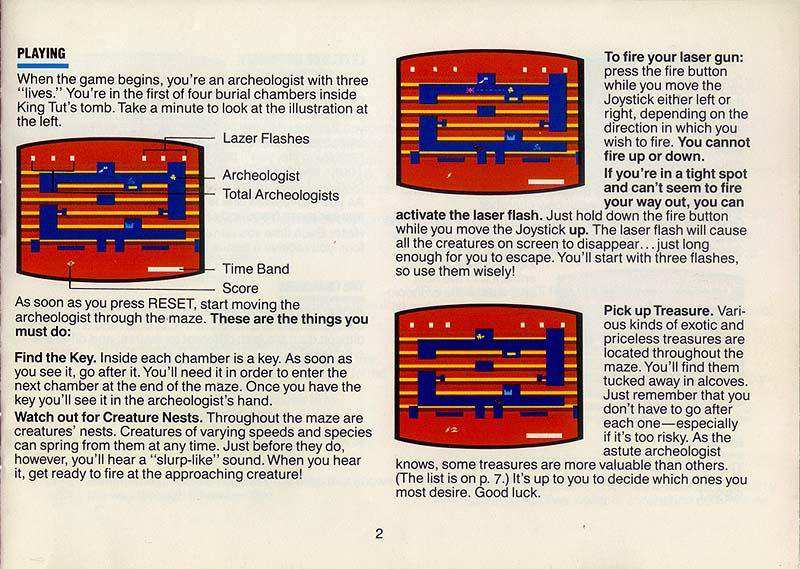 PLAYING
When the game begins, you're an archeologist with three
"lives." You're in the first of four burial chambers inside
King Tut's tomb. Take a minute to look at the illustration at
the left.
Lazer Flashes
Archeologist
Total Archeologists
Time Band
Score
As soon as you press RESET, start moving the
archeologist through the maze. These are the things you
must do:
Find the Key. Inside each chamber is a key. As soon as
you see it, go after it. You'll need it in order to enter the
next chamber at the end of the maze. Once you have the
key you'll see it in the archeologist's hand.
Watch out for Creature Nests. Throughout the maze are
creatures' nests. Creatures of varying speeds and species
can spring from them at any time. Just before they do,
however, you'll hear a "slurp-like" sound. When you hear
it, get ready to fire at the approaching creature!
To fire your laser gun:
press the fire button
while you move the
Joystick either left or
right, depending on the
direction in which you
wish to fire. You cannot
fire up or down.
If you're in a tight spot
and can't seem to fire
your way out, you can
activate the laser flash. Just hold down the fire button
while you move the Joystick up. The laser flash will cause
all the creatures on screen to disappear...just long
enough for you to escape. You'll start with three flashes,
so use them wisely!
Pick up Treasure. Vari-
ous kinds of exotic and
priceless treasures are
located throughout the
maze. You'll find them
tucked away in alcoves.
Just remember that you
don't have to go after
each one—especially
if it's too risky. As the
astute archeologist
knows, some treasures are more valuable than others.
(The list is on p. 7.) It's up to you to decide which ones you
most desire. Good luck.
2